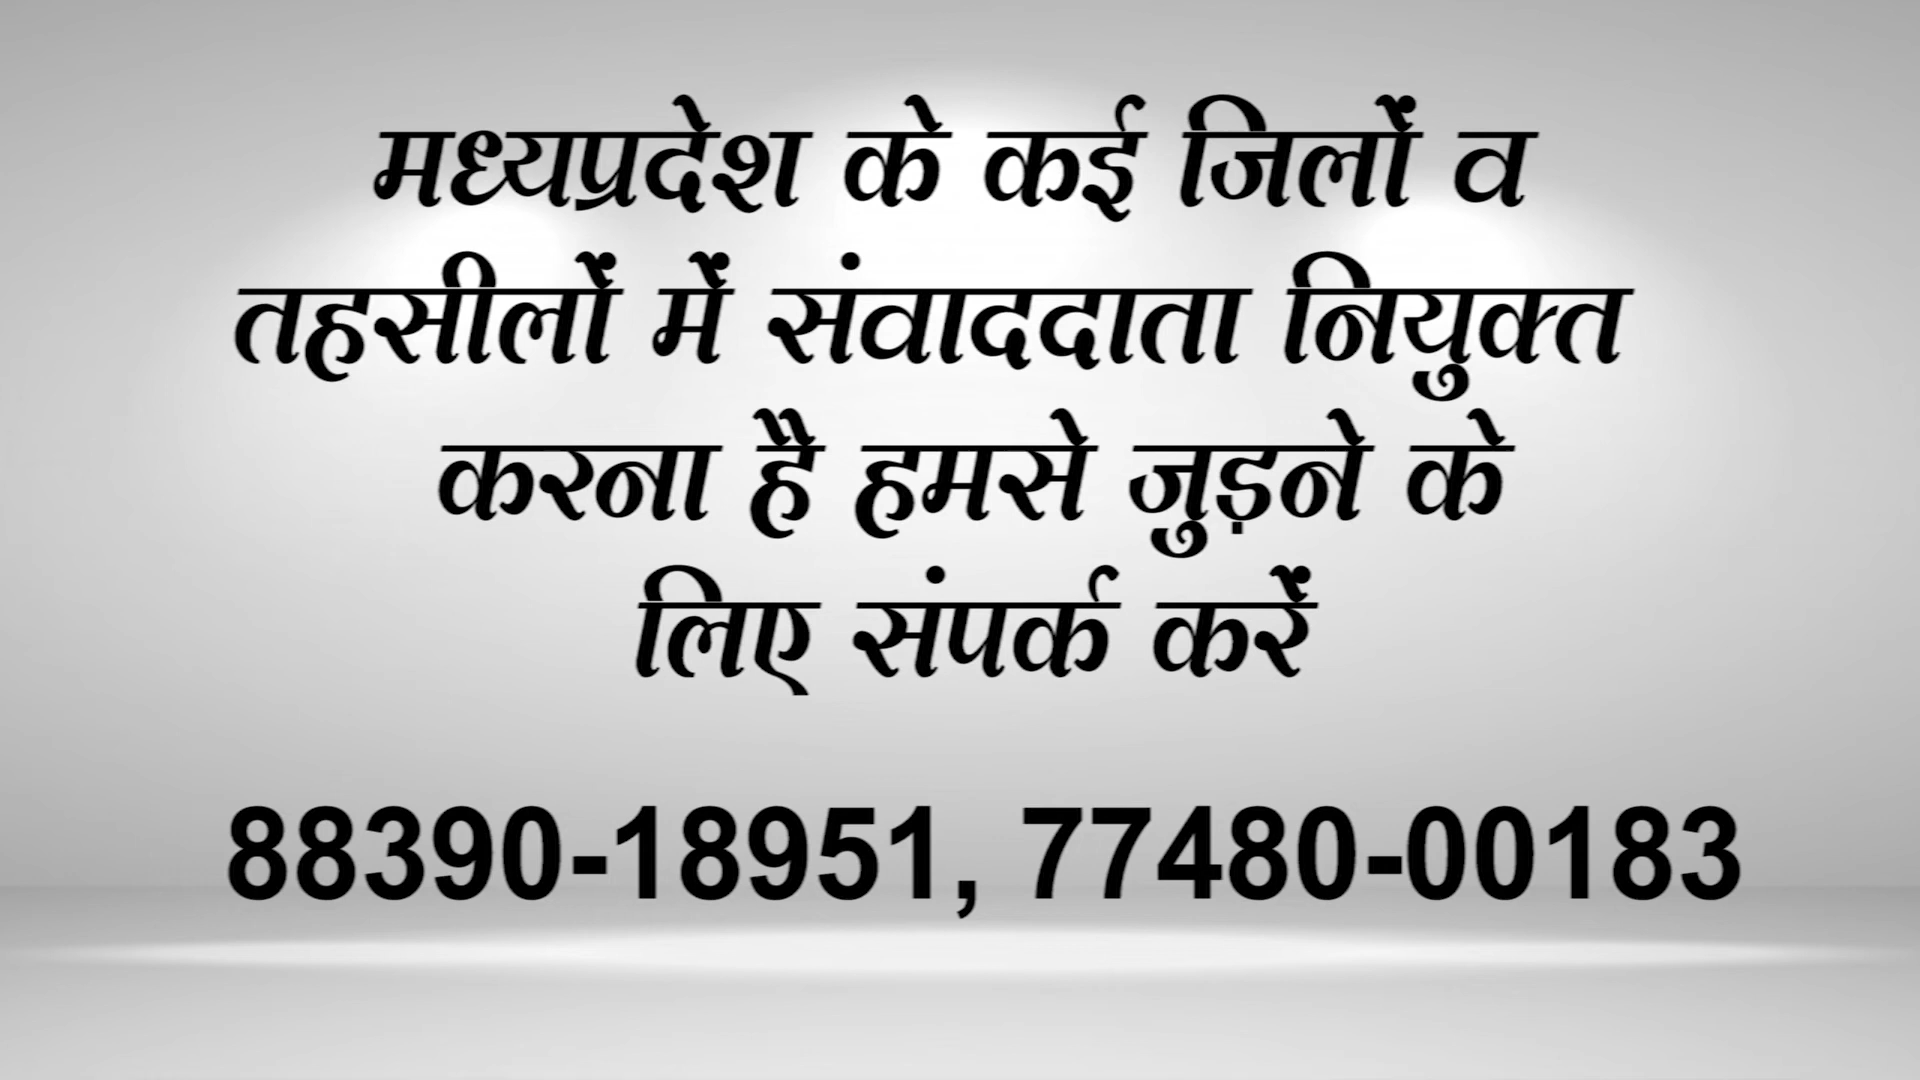 मध्यप्रदेश के कई जिलों व
तहसीलों में संवाददाता नियुक्त
करना है हमसे जुड़ने के
लिए संपर्क करें
88390-18951, 77480-00183